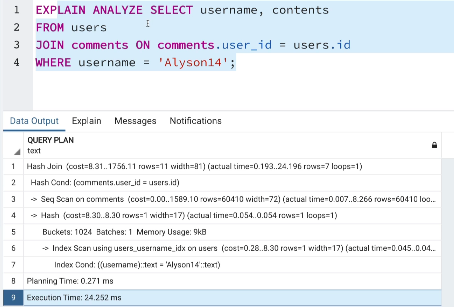 1 EXPLAIN ANALYZE SELECT username, contents
2 FROM users
3 JOIN comments ON comments.user_id = users.id
4 WHERE username = 'Alyson14';
Data Output Explain Messages Notifications
QUERY PLAN
text
1 Hash Join (cost=8.31..1756.11 rows=11 width=81) (actual time=0.193..24.196 rows=7 loops=1)
2 Hash Cond: (comments.user_id = users.id)
3 -> Seq Scan on comments (cost=0.00..1589.10 rows=60410 width=72) (actual time=0.007..8.266 rows=60410 loo...
4 -> Hash (cost=8.30..8.30 rows=1 width=17) (actual time=0.054..0.054 rows=1 loops=1)
5 Buckets: 1024 Batches: 1 Memory Usage: 9kB
6 -> Index Scan using users_username_idx on users (cost=0.28..8.30 rows=1 width=17) (actual time=0.045..0.04...
7 Index Cond: ((username)::text = 'Alyson14'::text)
8 Planning Time: 0.271 ms
9 Execution Time: 24.252 ms